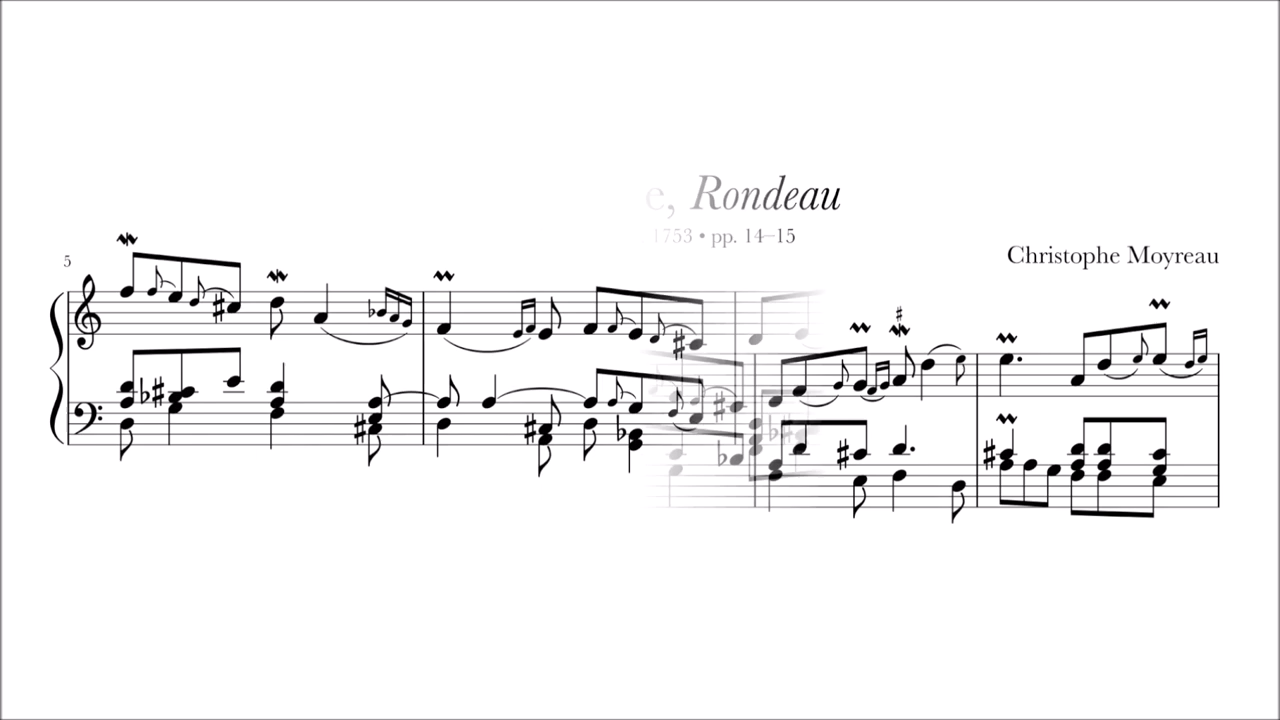 e, Rondeau
1753 • pp. 14–15
Christophe Moyreau
5